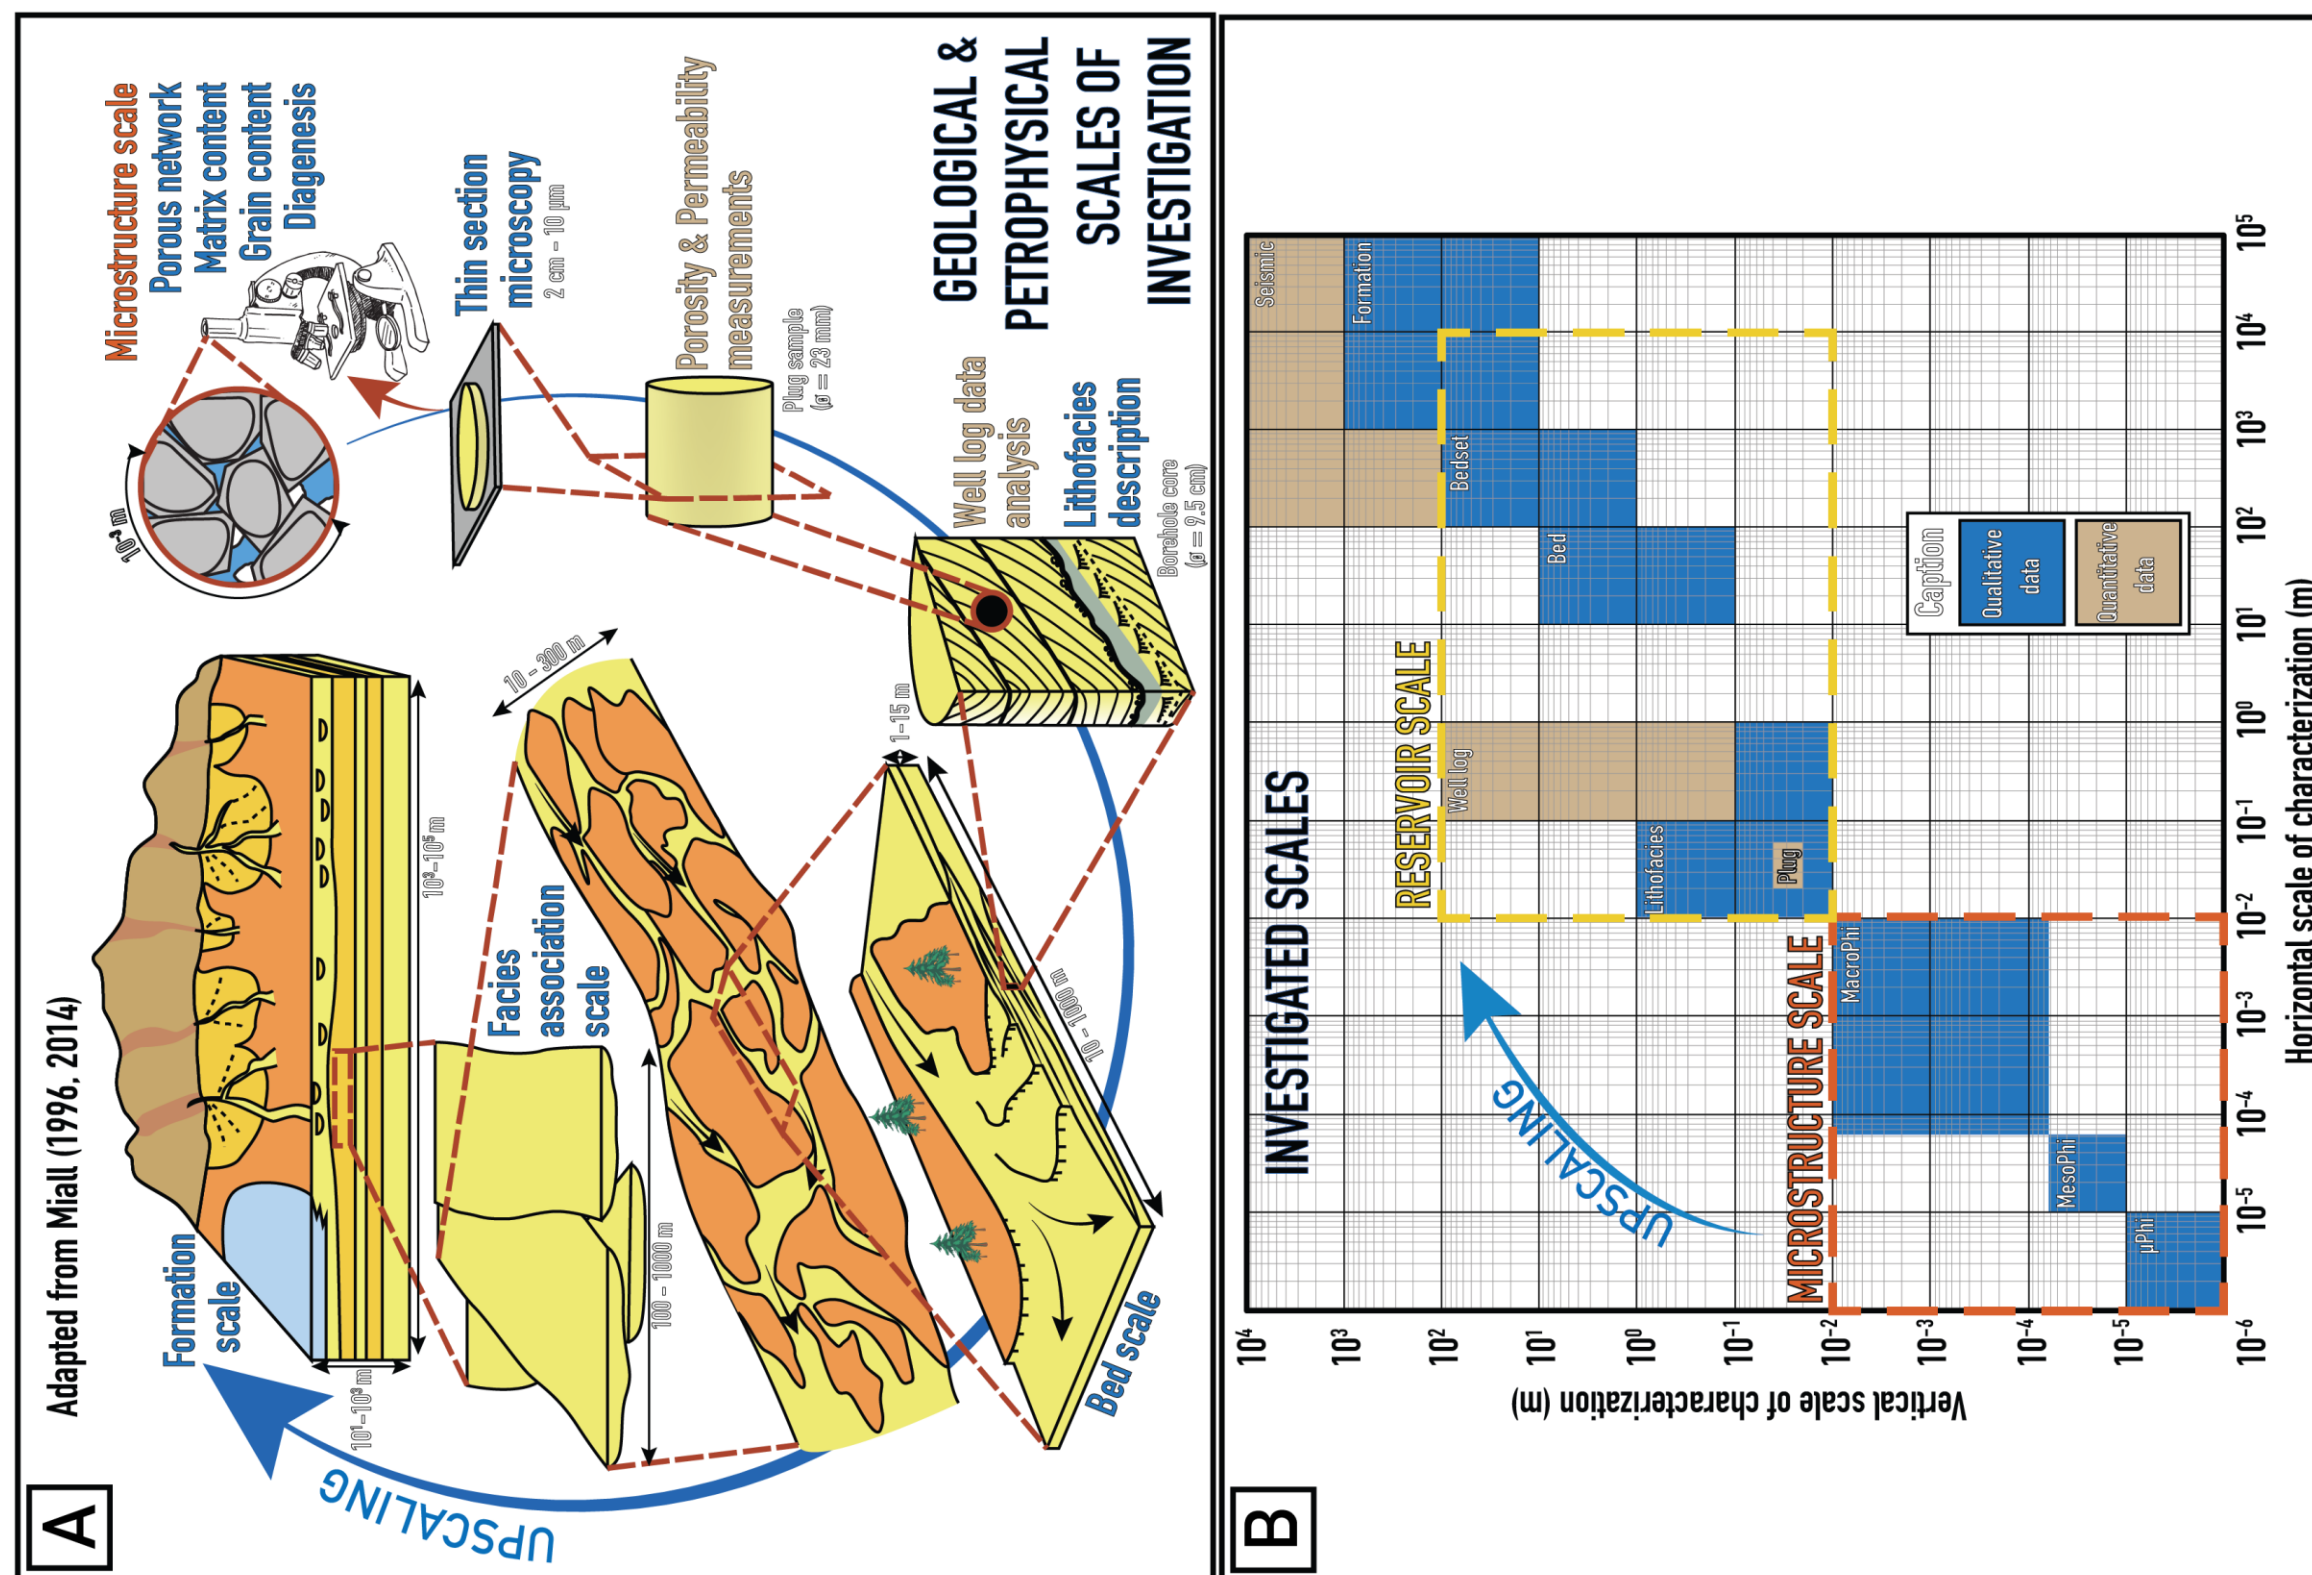 A
Adapted from Miall (1996, 2014)
Formation
scale
10³-10⁵ m
10¹-10³ m
UPSCALING
Facies
association
scale
100 - 1000 m
10 - 300 m
Bed scale
10 - 1000 m
1-15 m
Microstructure scale
Porous network
Matrix content
Grain content
Diagenesis
10⁻³ m
Thin section
microscopy
2 cm - 10 µm
Porosity & Permeability
measurements
Plug sample
(ø = 23 mm)
Well log data
analysis
Lithofacies
description
Borehole core
(ø = 9.5 cm)
GEOLOGICAL &
PETROPHYSICAL
SCALES OF
INVESTIGATION
B
INVESTIGATED SCALES
Seismic
Formation
RESERVOIR SCALE
Bedset
Well log
Bed
Lithofacies
Plug
UPSCALING
MICROSTRUCTURE SCALE
MacroPhi
MesoPhi
µPhi
Caption
Qualitative
data
Quantitative
data
Vertical scale of characterization (m)
10⁴
10³
10²
10¹
10⁰
10⁻¹
10⁻²
10⁻³
10⁻⁴
10⁻⁵
10⁻⁶
10⁻⁵ 10⁻⁴ 10⁻³ 10⁻² 10⁻¹ 10⁰ 10¹ 10² 10³ 10⁴ 10⁵
Horizontal scale of characterization (m)